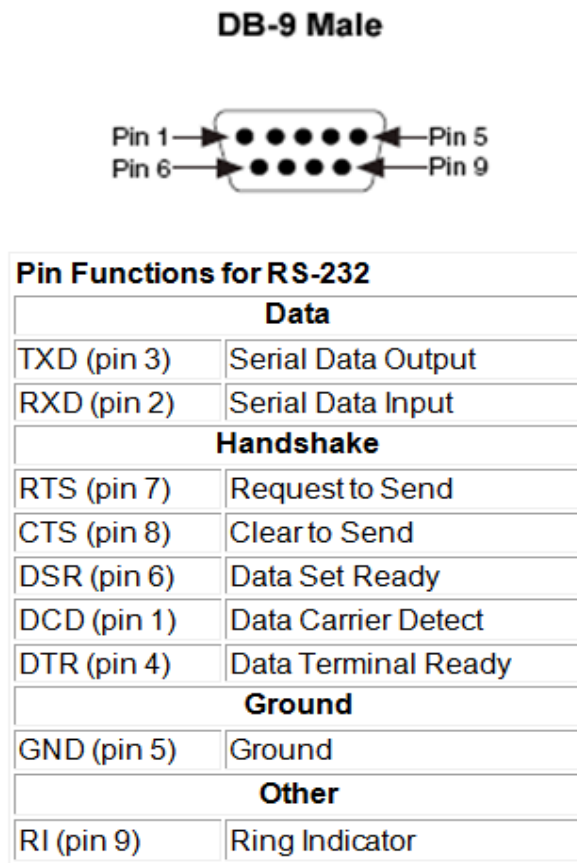 DB-9 Male
Pin 1 Pin 5
Pin 6 Pin 9
Pin Functions for RS-232
Data
TXD (pin 3) Serial Data Output
RXD (pin 2) Serial Data Input
Handshake
RTS (pin 7) Request to Send
CTS (pin 8) Clear to Send
DSR (pin 6) Data Set Ready
DCD (pin 1) Data Carrier Detect
DTR (pin 4) Data Terminal Ready
Ground
GND (pin 5) Ground
Other
RI (pin 9) Ring Indicator